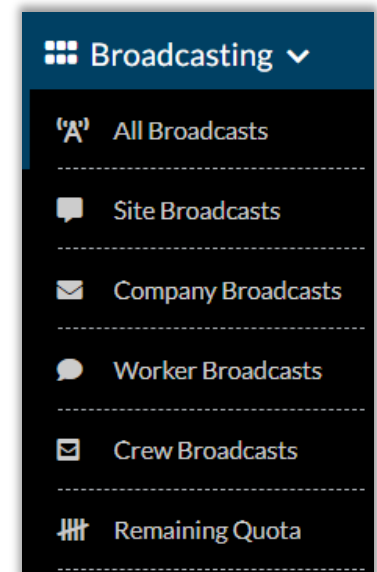 Broadcasting
All Broadcasts
Site Broadcasts
Company Broadcasts
Worker Broadcasts
Crew Broadcasts
Remaining Quota